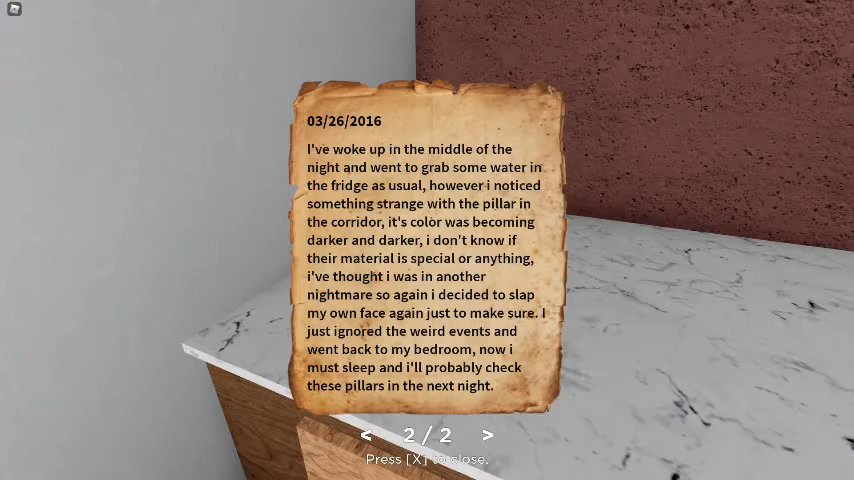 03/26/2016
I've woke up in the middle of the
night and went to grab some water in
the fridge as usual, however i noticed
something strange with the pillar in
the corridor, it's color was becoming
darker and darker, i don't know if
their material is special or anything,
i've thought i was in another
nightmare so again i decided to slap
my own face again just to make sure. I
just ignored the weird events and
went back to my bedroom, now i
must sleep and i'll probably check
these pillars in the next night.
< 2/2 >
Press [X] to close.